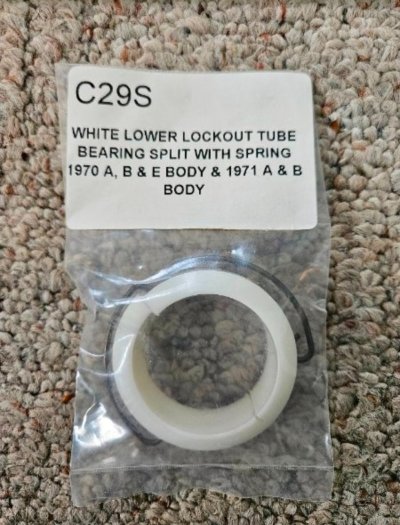 C29S
WHITE LOWER LOCKOUT TUBE
BEARING SPLIT WITH SPRING
1970 A, B & E BODY & 1971 A & B
BODY